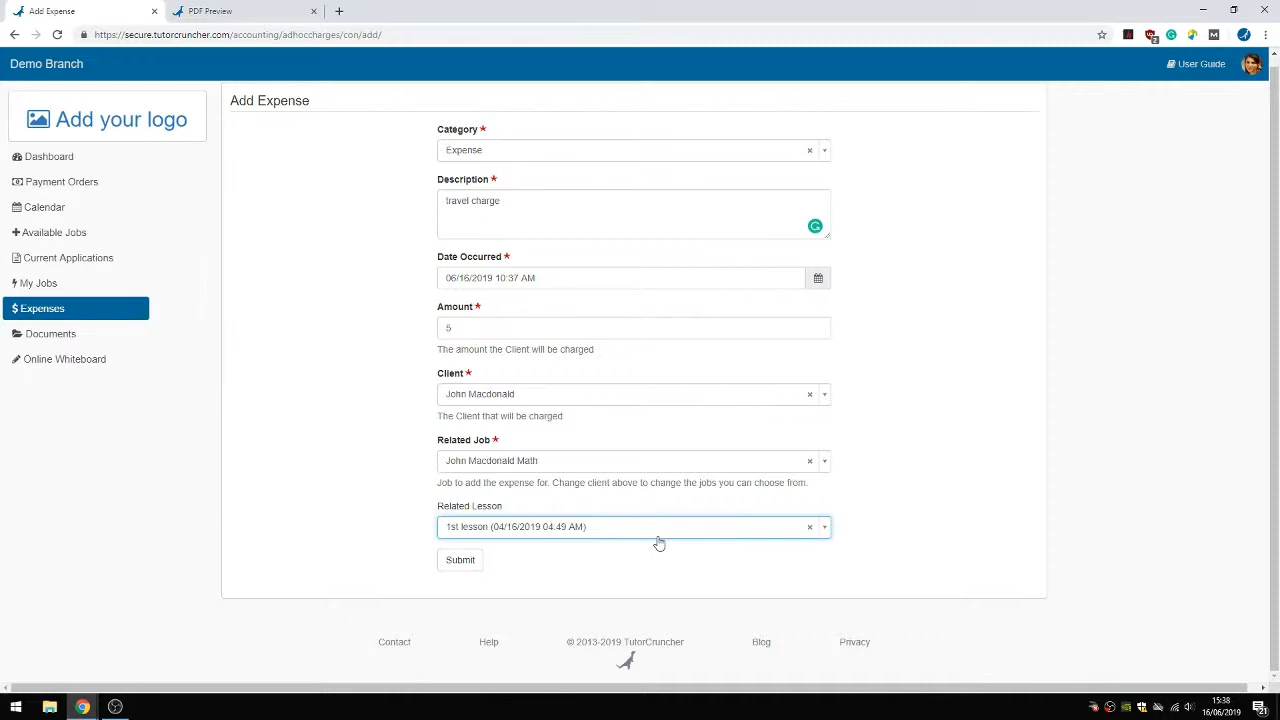 Add Expense
PDF Preview
https://secure.tutorcruncher.com/accounting/adhoccharges/con/add/
Demo Branch
User Guide
Add your logo
Add Expense
Dashboard
Payment Orders
Calendar
Available Jobs
Current Applications
My Jobs
Expenses
Documents
Online Whiteboard
Category *
Expense
Description *
travel charge
Date Occurred *
06/16/2019 10:37 AM
Amount *
5
The amount the Client will be charged
Client *
John Macdonald
The Client that will be charged
Related Job *
John Macdonald Math
Job to add the expense for. Change client above to change the jobs you can choose from.
Related Lesson
1st lesson (04/16/2019 04:49 AM)
Submit
Contact
Help
© 2013-2019 TutorCruncher
Blog
Privacy
15:38
16/06/2019